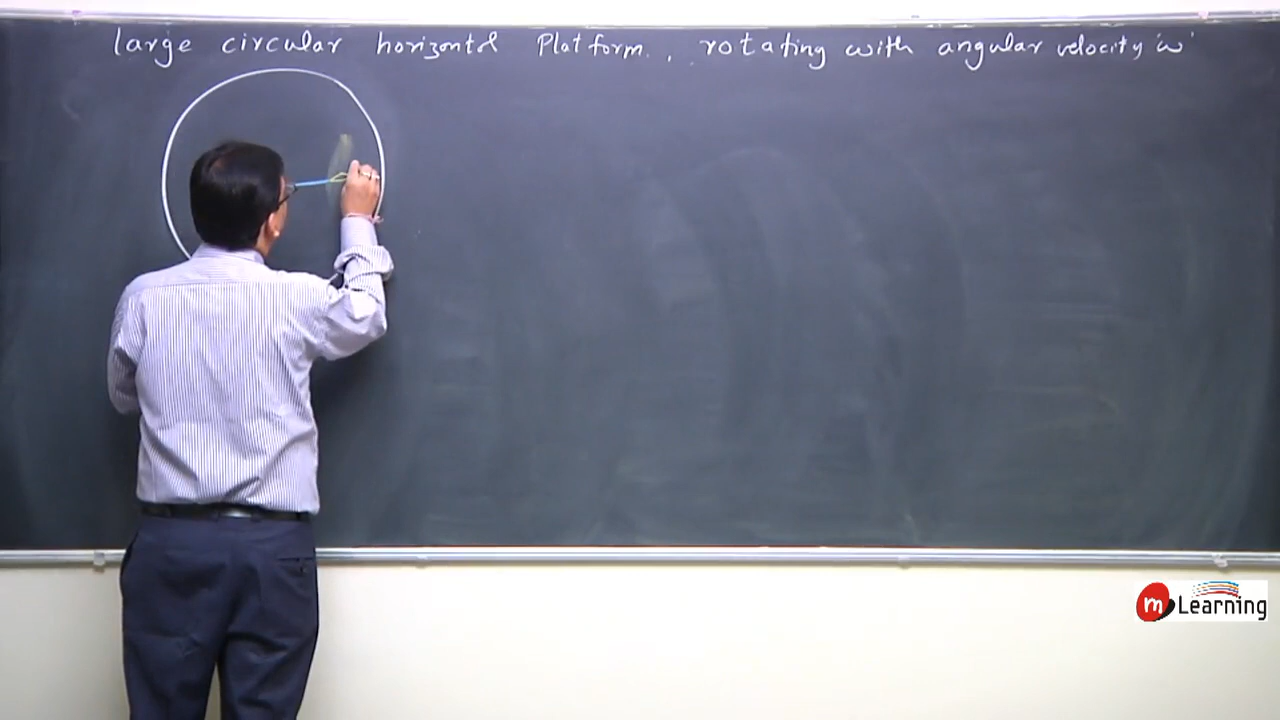 large circular horizontal Platform., rotating with angular velocity 'ω'
m Learning